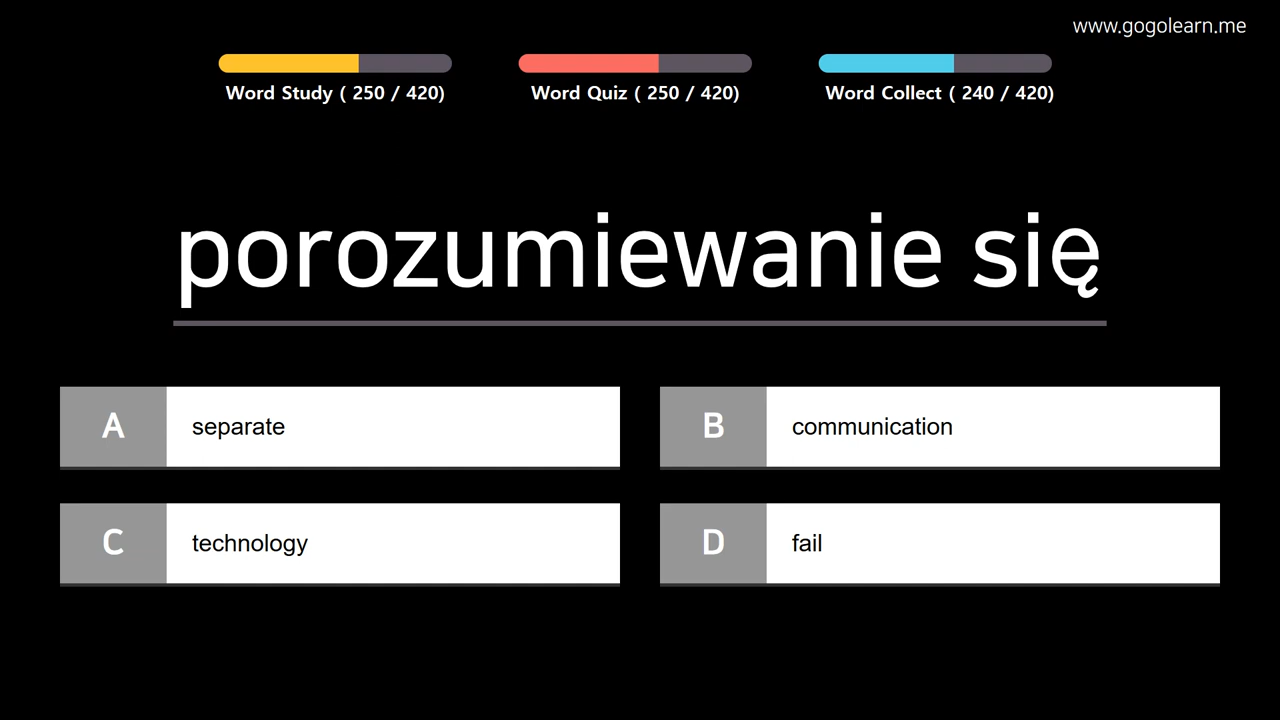 www.gogolearn.me
Word Study ( 250 / 420)
Word Quiz ( 250 / 420)
Word Collect ( 240 / 420)
porozumiewanie się
A separate
B communication
C technology
D fail